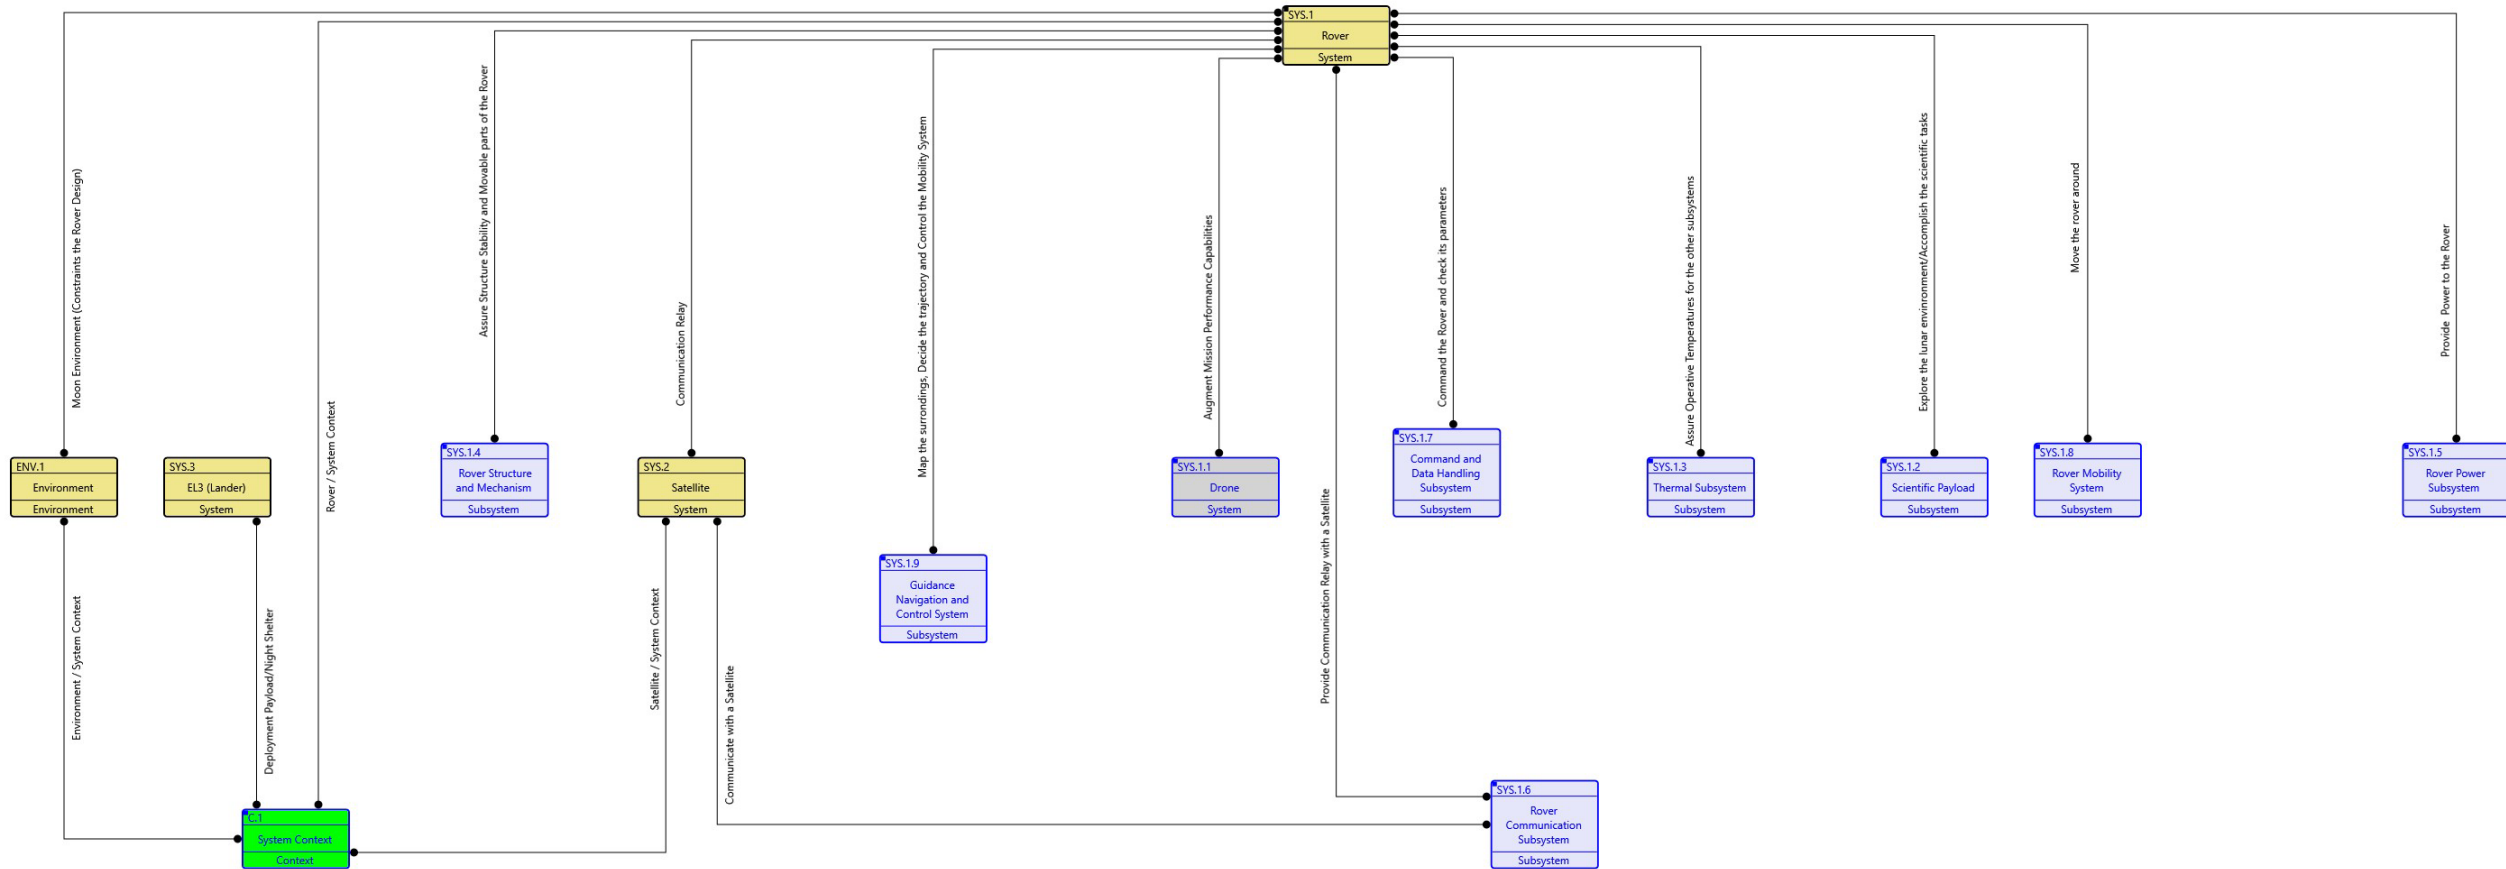 SYS.1
Rover
System
Moon Environment (Constraints the Rover Design)
Rover / System Context
Assure Structure Stability and Movable parts of the Rover
Communication Relay
Map the surrondings, Decide the trajectory and Control the Mobility System
Augment Mission Performance Capabilities
Provide Communication Relay with a Satellite
Command the Rover and check its parameters
Assure Operative Temperatures for the other subsystems
Explore the lunar environment/Accomplish the scientific tasks
Move the rover around
Provide Power to the Rover
ENV.1
Environment
Environment
SYS.3
EL3 (Lander)
System
SYS.1.4
Rover Structure
and Mechanism
Subsystem
SYS.2
Satellite
System
SYS.1.9
Guidance
Navigation and
Control System
Subsystem
SYS.1.1
Drone
System
SYS.1.7
Command and
Data Handling
Subsystem
Subsystem
SYS.1.3
Thermal Subsystem
Subsystem
SYS.1.2
Scientific Payload
Subsystem
SYS.1.8
Rover Mobility
System
Subsystem
SYS.1.5
Rover Power
Subsystem
Subsystem
Environment / System Context
Deployment Payload/Night Shelter
Satellite / System Context
Communicate with a Satellite
C.1
System Context
Context
SYS.1.6
Rover
Communication
Subsystem
Subsystem